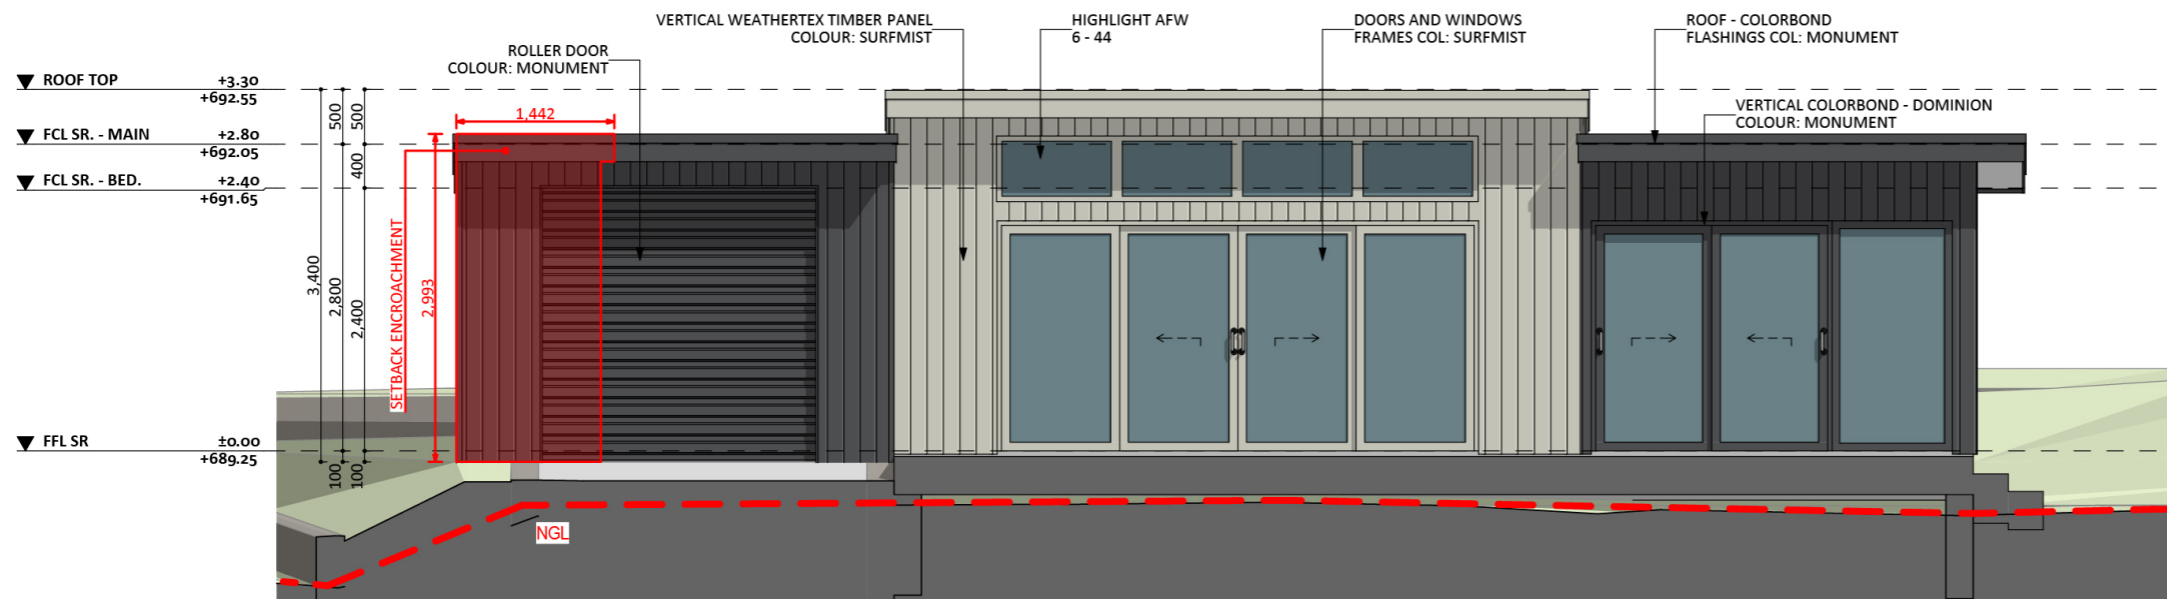 VERTICAL WEATHERTEX TIMBER PANEL
COLOUR: SURFMIST
HIGHLIGHT AFW
6 - 44
DOORS AND WINDOWS
FRAMES COL: SURFMIST
ROOF - COLORBOND
FLASHINGS COL: MONUMENT
ROLLER DOOR
COLOUR: MONUMENT
VERTICAL COLORBOND - DOMINION
COLOUR: MONUMENT
ROOF TOP +3.30
+692.55
FCL SR. - MAIN +2.80
+692.05
FCL SR. - BED. +2.40
+691.65
FFL SR ±0.00
+689.25
3,400
500
2,800
100
500
400
2,400
100
1,442
2,993
SETBACK ENCROACHMENT
NGL